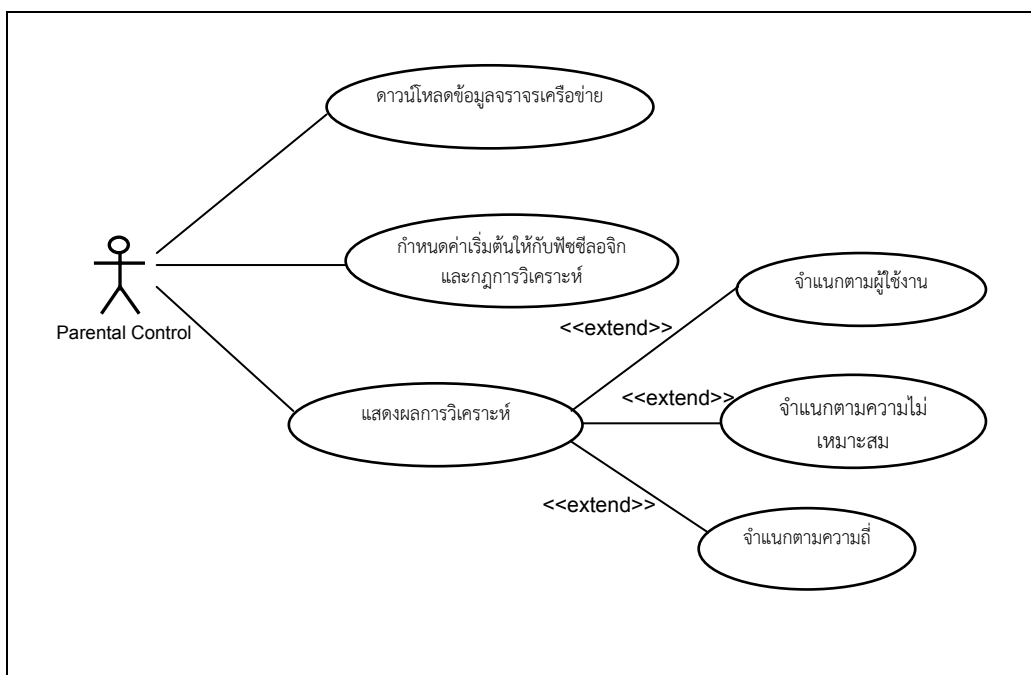 ดาวน์โหลดข้อมูลจราจรเครือข่าย
กำหนดค่าเริ่มต้นให้กับฟัซซีลอจิก
และกฎการวิเคราะห์
จำแนกตามผู้ใช้งาน
Parental Control
<<extend>>
<<extend>>
แสดงผลการวิเคราะห์
จำแนกตามความไม่
เหมาะสม
<<extend>>
จำแนกตามความถี่